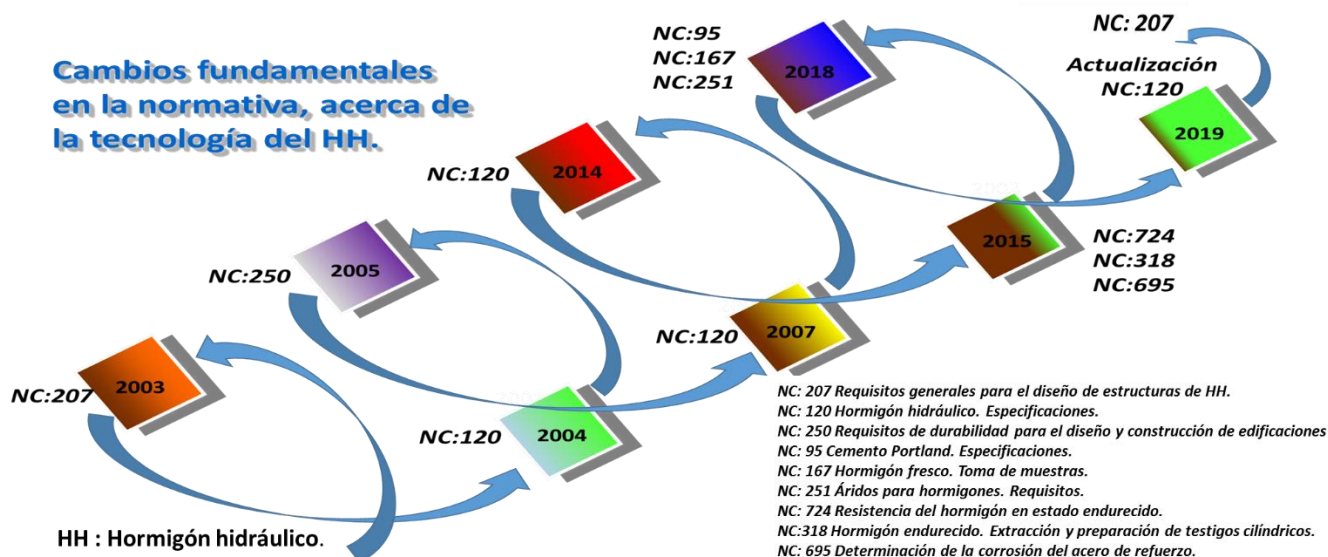 Cambios fundamentales
en la normativa, acerca de
la tecnología del HH.
NC:207
2003
NC:120
2004
NC:250
2005
NC:120
2007
NC:120
2014
2015
NC:724
NC:318
NC:695
NC:95
NC:167
NC:251
2018
Actualización
NC:120
2019
NC: 207
NC: 207 Requisitos generales para el diseño de estructuras de HH.
NC: 120 Hormigón hidráulico. Especificaciones.
NC: 250 Requisitos de durabilidad para el diseño y construcción de edificaciones
NC: 95 Cemento Portland. Especificaciones.
NC: 167 Hormigón fresco. Toma de muestras.
NC: 251 Áridos para hormigones. Requisitos.
NC: 724 Resistencia del hormigón en estado endurecido.
NC:318 Hormigón endurecido. Extracción y preparación de testigos cilíndricos.
NC: 695 Determinación de la corrosión del acero de refuerzo.
HH : Hormigón hidráulico.